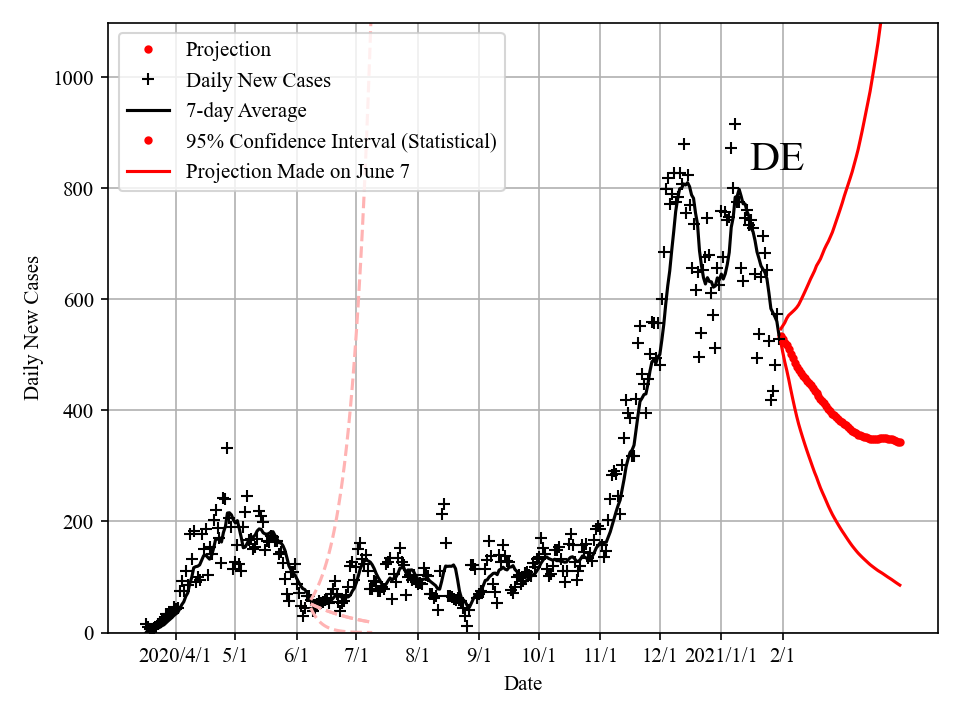 Projection
Daily New Cases
7-day Average
95% Confidence Interval (Statistical)
Projection Made on June 7
DE
1000
800
600
400
200
0
Daily New Cases
2020/4/1 5/1 6/1 7/1 8/1 9/1 10/1 11/1 12/1 2021/1/1 2/1
Date